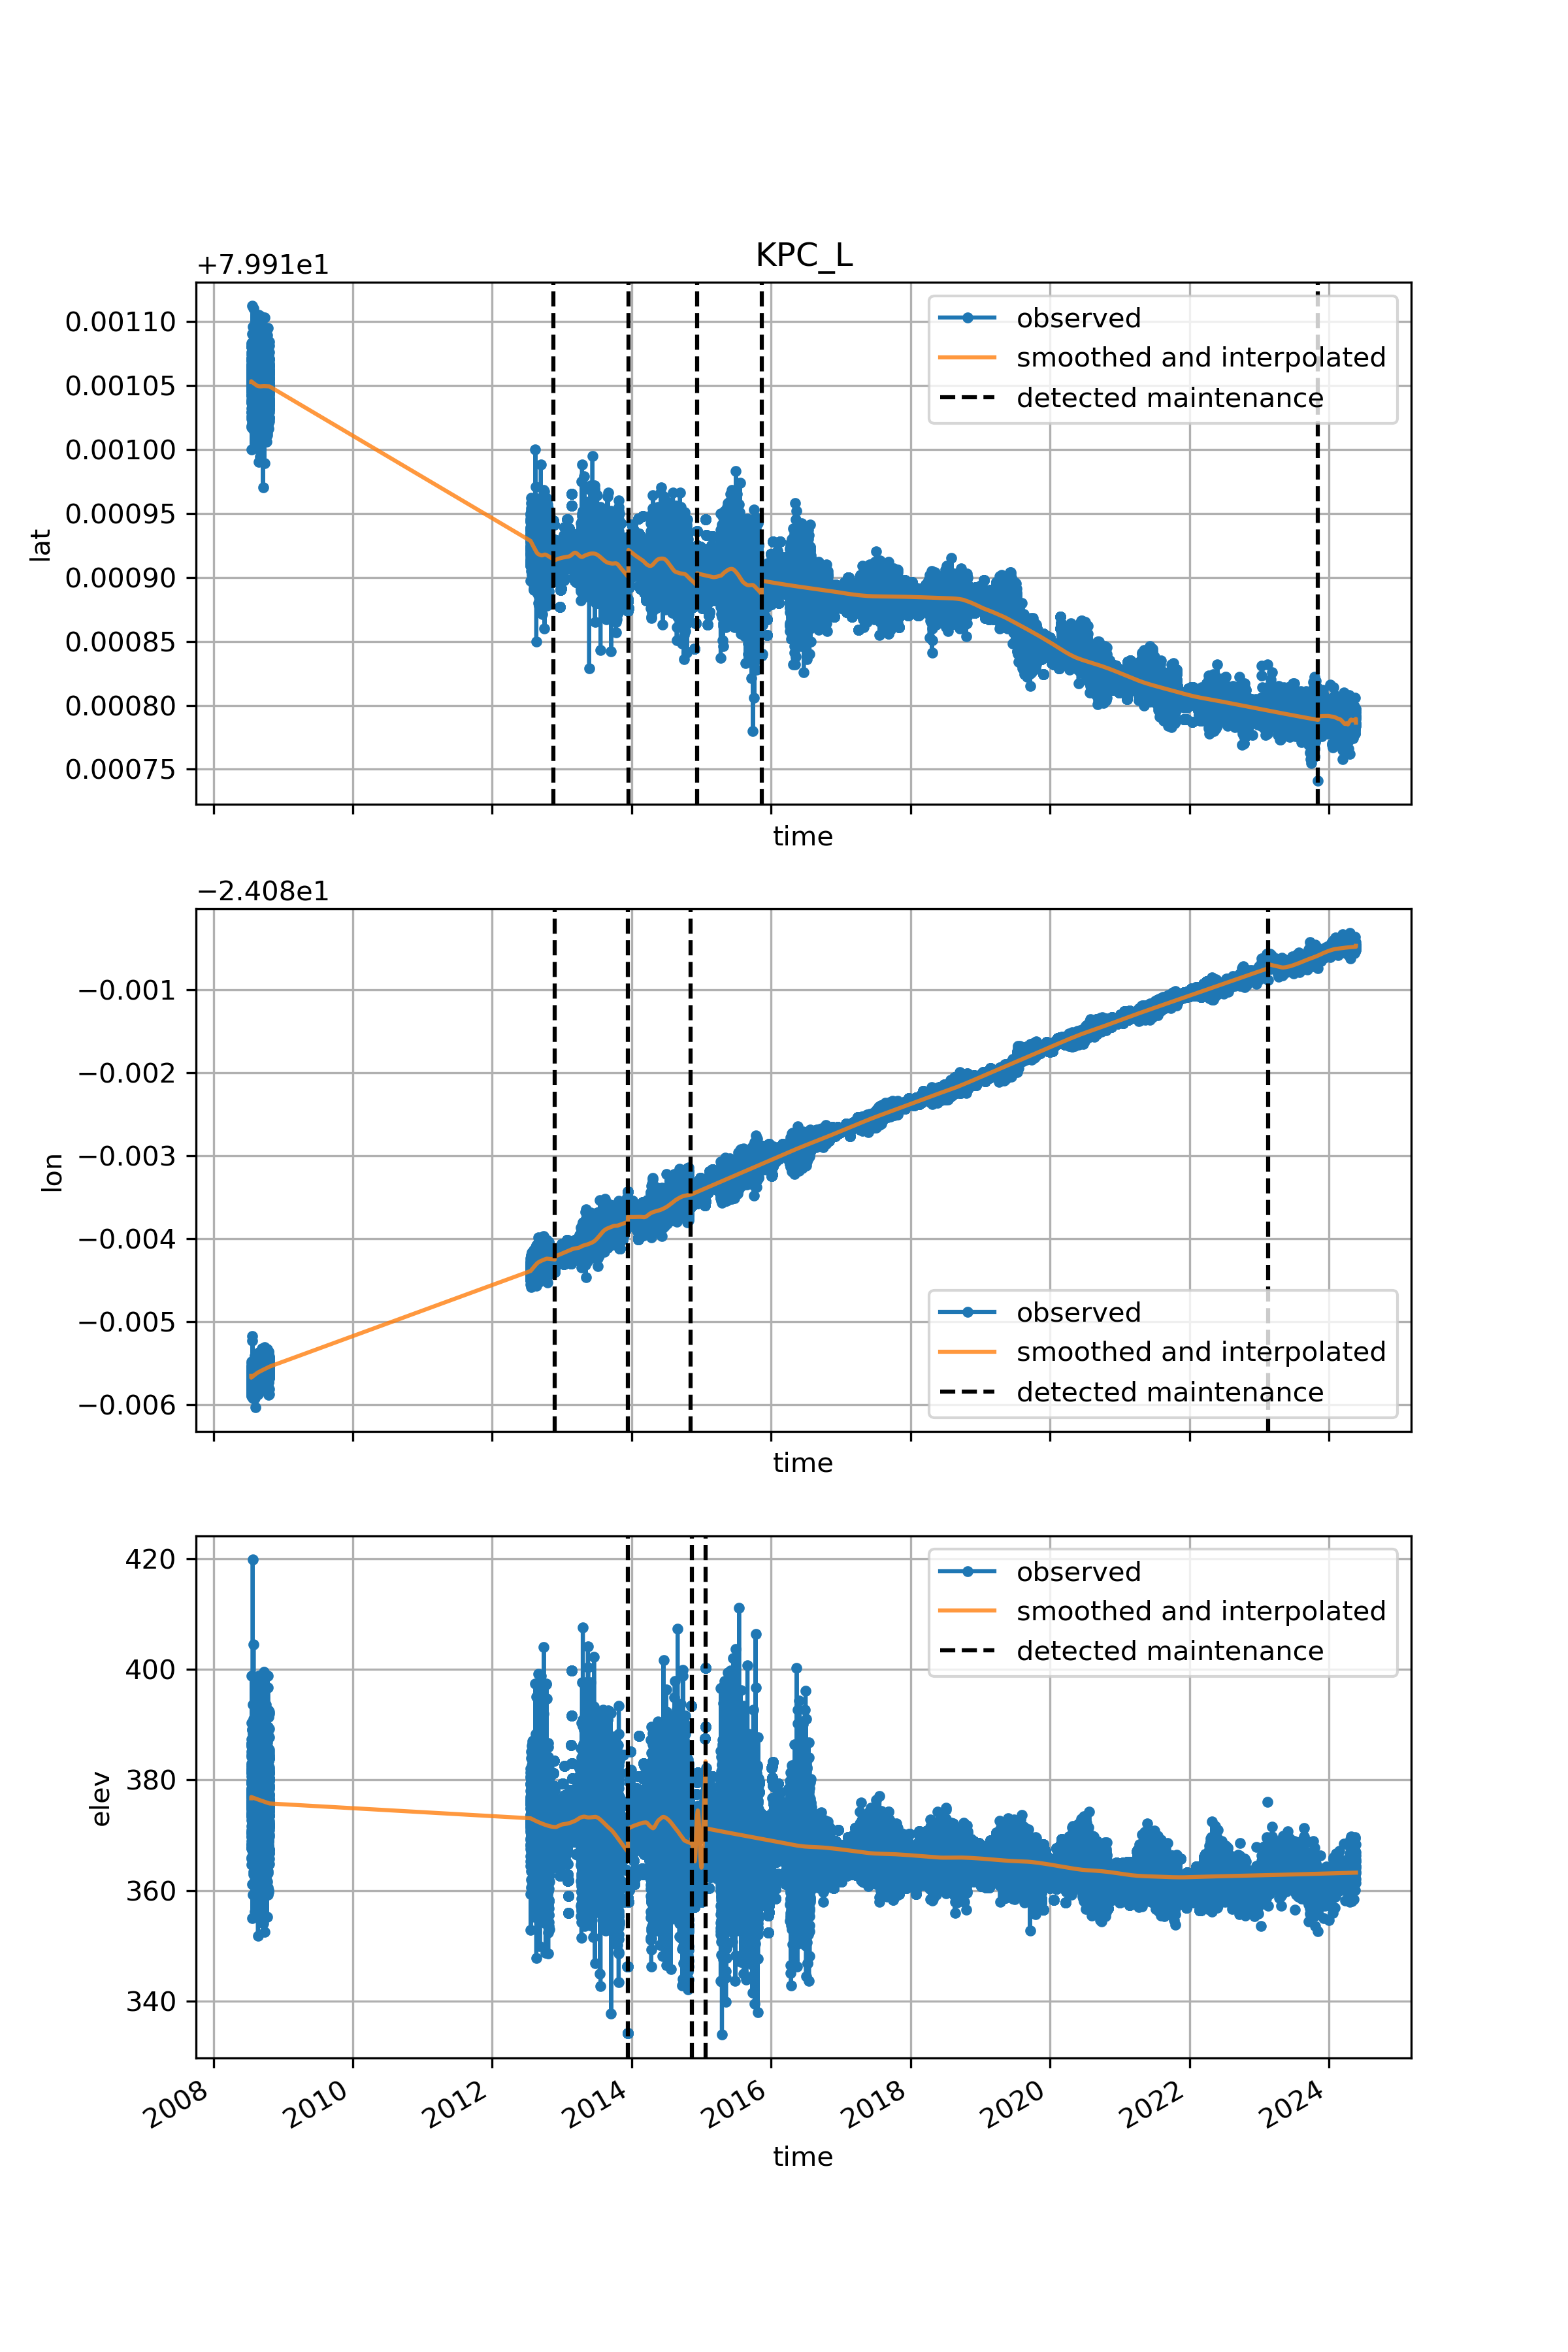 KPC_L
+7.991e1
0.00110
0.00105
0.00100
0.00095
0.00090
0.00085
0.00080
0.00075
lat
time
observed
smoothed and interpolated
detected maintenance
−2.408e1
−0.001
−0.002
−0.003
−0.004
−0.005
−0.006
lon
time
observed
smoothed and interpolated
detected maintenance
420
400
380
360
340
elev
observed
smoothed and interpolated
detected maintenance
2008 2010 2012 2014 2016 2018 2020 2022 2024
time